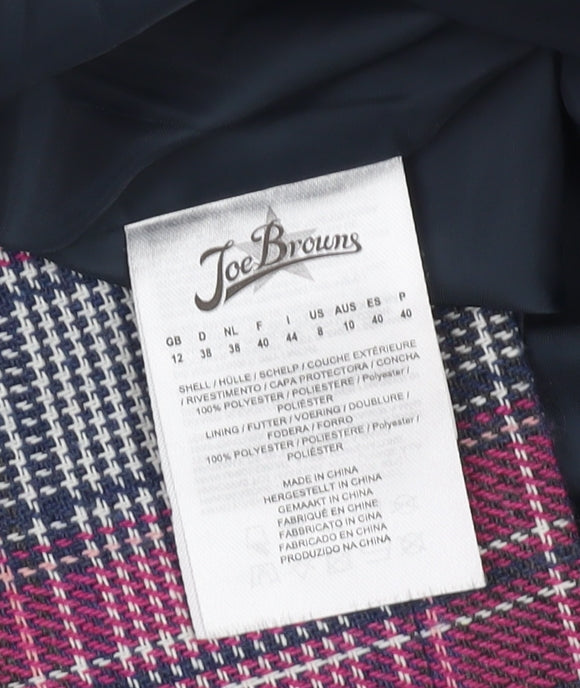 Joe Browns
GB D NL F I US AUS ES P
12 38 38 40 44 8 10 40 40
SHELL / HÜLLE / SCHELP / COUCHE EXTÉRIEURE
/ RIVESTIMENTO / CAPA PROTECTORA / CONCHA
100% POLYESTER / POLIESTERE / Polyester /
POLIÉSTER
LINING / FUTTER / VOERING / DOUBLURE /
FODERA / FORRO
100% POLYESTER / POLIESTERE / Polyester /
POLIÉSTER
MADE IN CHINA
HERGESTELLT IN CHINA
GEMAAKT IN CHINA
FABRIQUÉ EN CHINE
FABBRICATO IN CINA
FABRICADO EN CHINA
PRODUZIDO NA CHINA